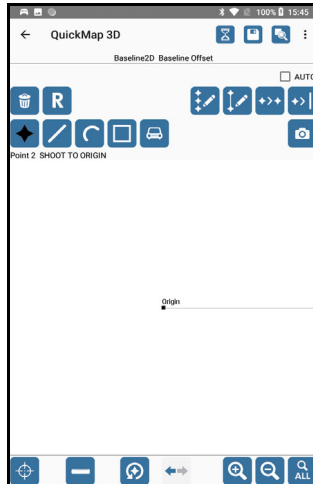 100% 15:45
QuickMap 3D
Baseline2D Baseline Offset
AUTO
R
Point 2 SHOOT TO ORIGIN
Origin
ALL